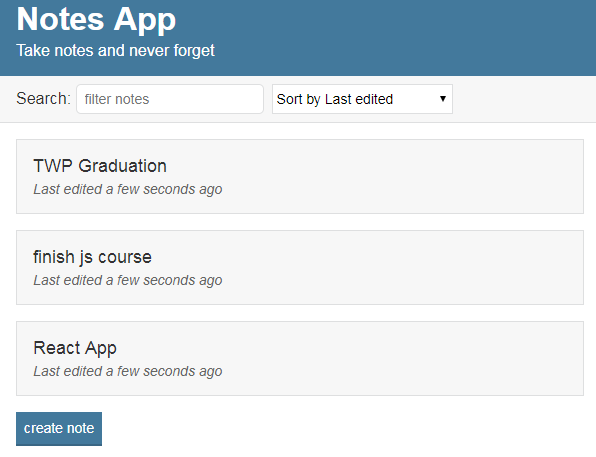 Notes App
Take notes and never forget
Search: filter notes Sort by Last edited
TWP Graduation
Last edited a few seconds ago
finish js course
Last edited a few seconds ago
React App
Last edited a few seconds ago
create note